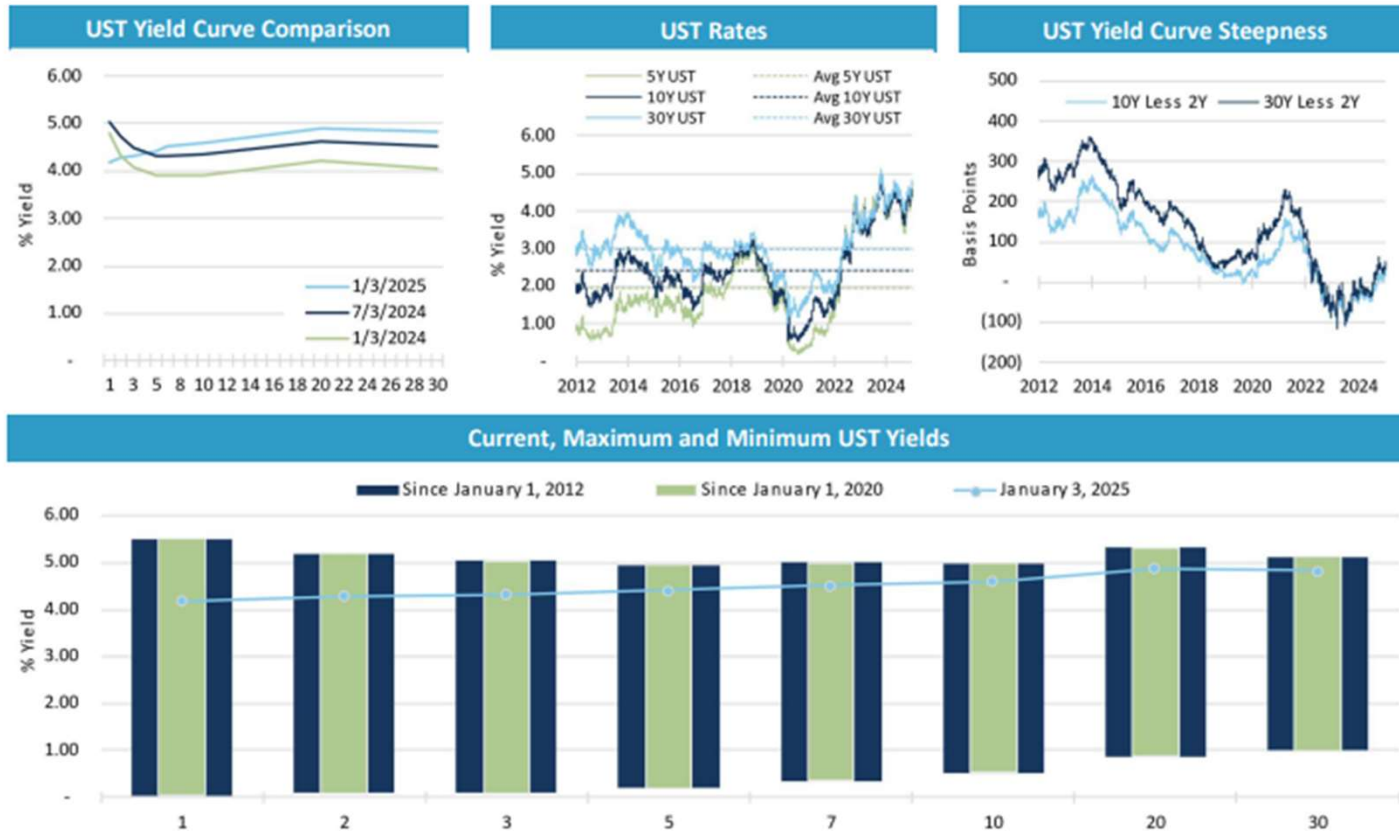 UST Yield Curve Comparison
6.00
5.00
4.00
3.00
2.00
1.00
-
% Yield
1/3/2025
7/3/2024
1/3/2024
1 3 5 8 10 12 14 16 18 20 22 24 26 28 30
UST Rates
5Y UST Avg 5Y UST
10Y UST Avg 10Y UST
30Y UST Avg 30Y UST
6.00
5.00
4.00
3.00
2.00
1.00
-
% Yield
2012 2014 2016 2018 2020 2022 2024
UST Yield Curve Steepness
10Y Less 2Y 30Y Less 2Y
500
400
300
200
100
-
(100)
(200)
Basis Points
2012 2014 2016 2018 2020 2022 2024
Current, Maximum and Minimum UST Yields
Since January 1, 2012 Since January 1, 2020 January 3, 2025
6.00
5.00
4.00
3.00
2.00
1.00
-
% Yield
1 2 3 5 7 10 20 30